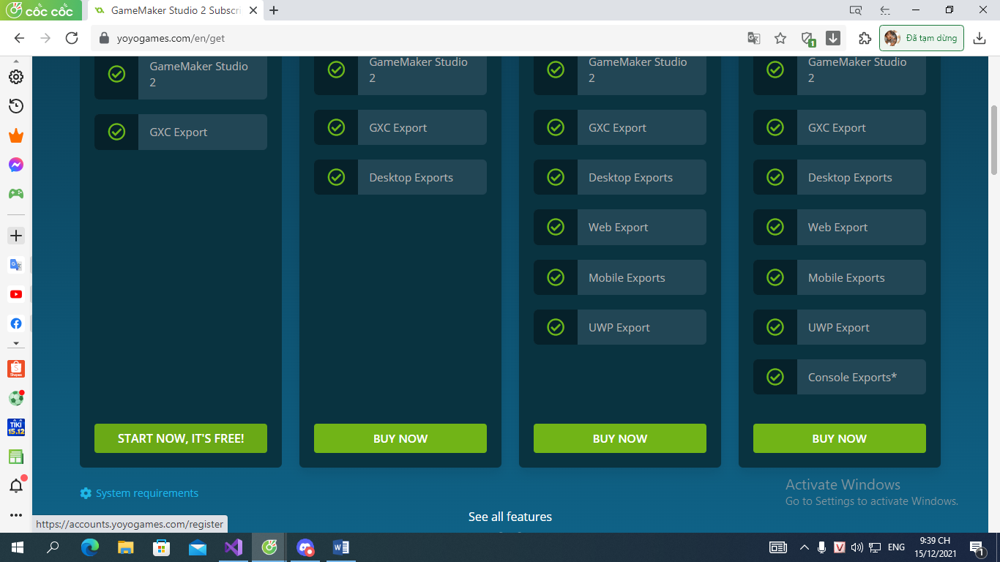 cốc cốc
GameMaker Studio 2 Subscri
yoyogames.com/en/get
1
Đã tạm dừng
GameMaker Studio
2
GXC Export
START NOW, IT'S FREE!
GameMaker Studio
2
GXC Export
Desktop Exports
BUY NOW
GameMaker Studio
2
GXC Export
Desktop Exports
Web Export
Mobile Exports
UWP Export
BUY NOW
GameMaker Studio
2
GXC Export
Desktop Exports
Web Export
Mobile Exports
UWP Export
Console Exports*
BUY NOW
System requirements
See all features
Activate Windows
Go to Settings to activate Windows.
Shopee
TIKI
15.12
https://accounts.yoyogames.com/register
V
ENG
9:39 CH
15/12/2021
1